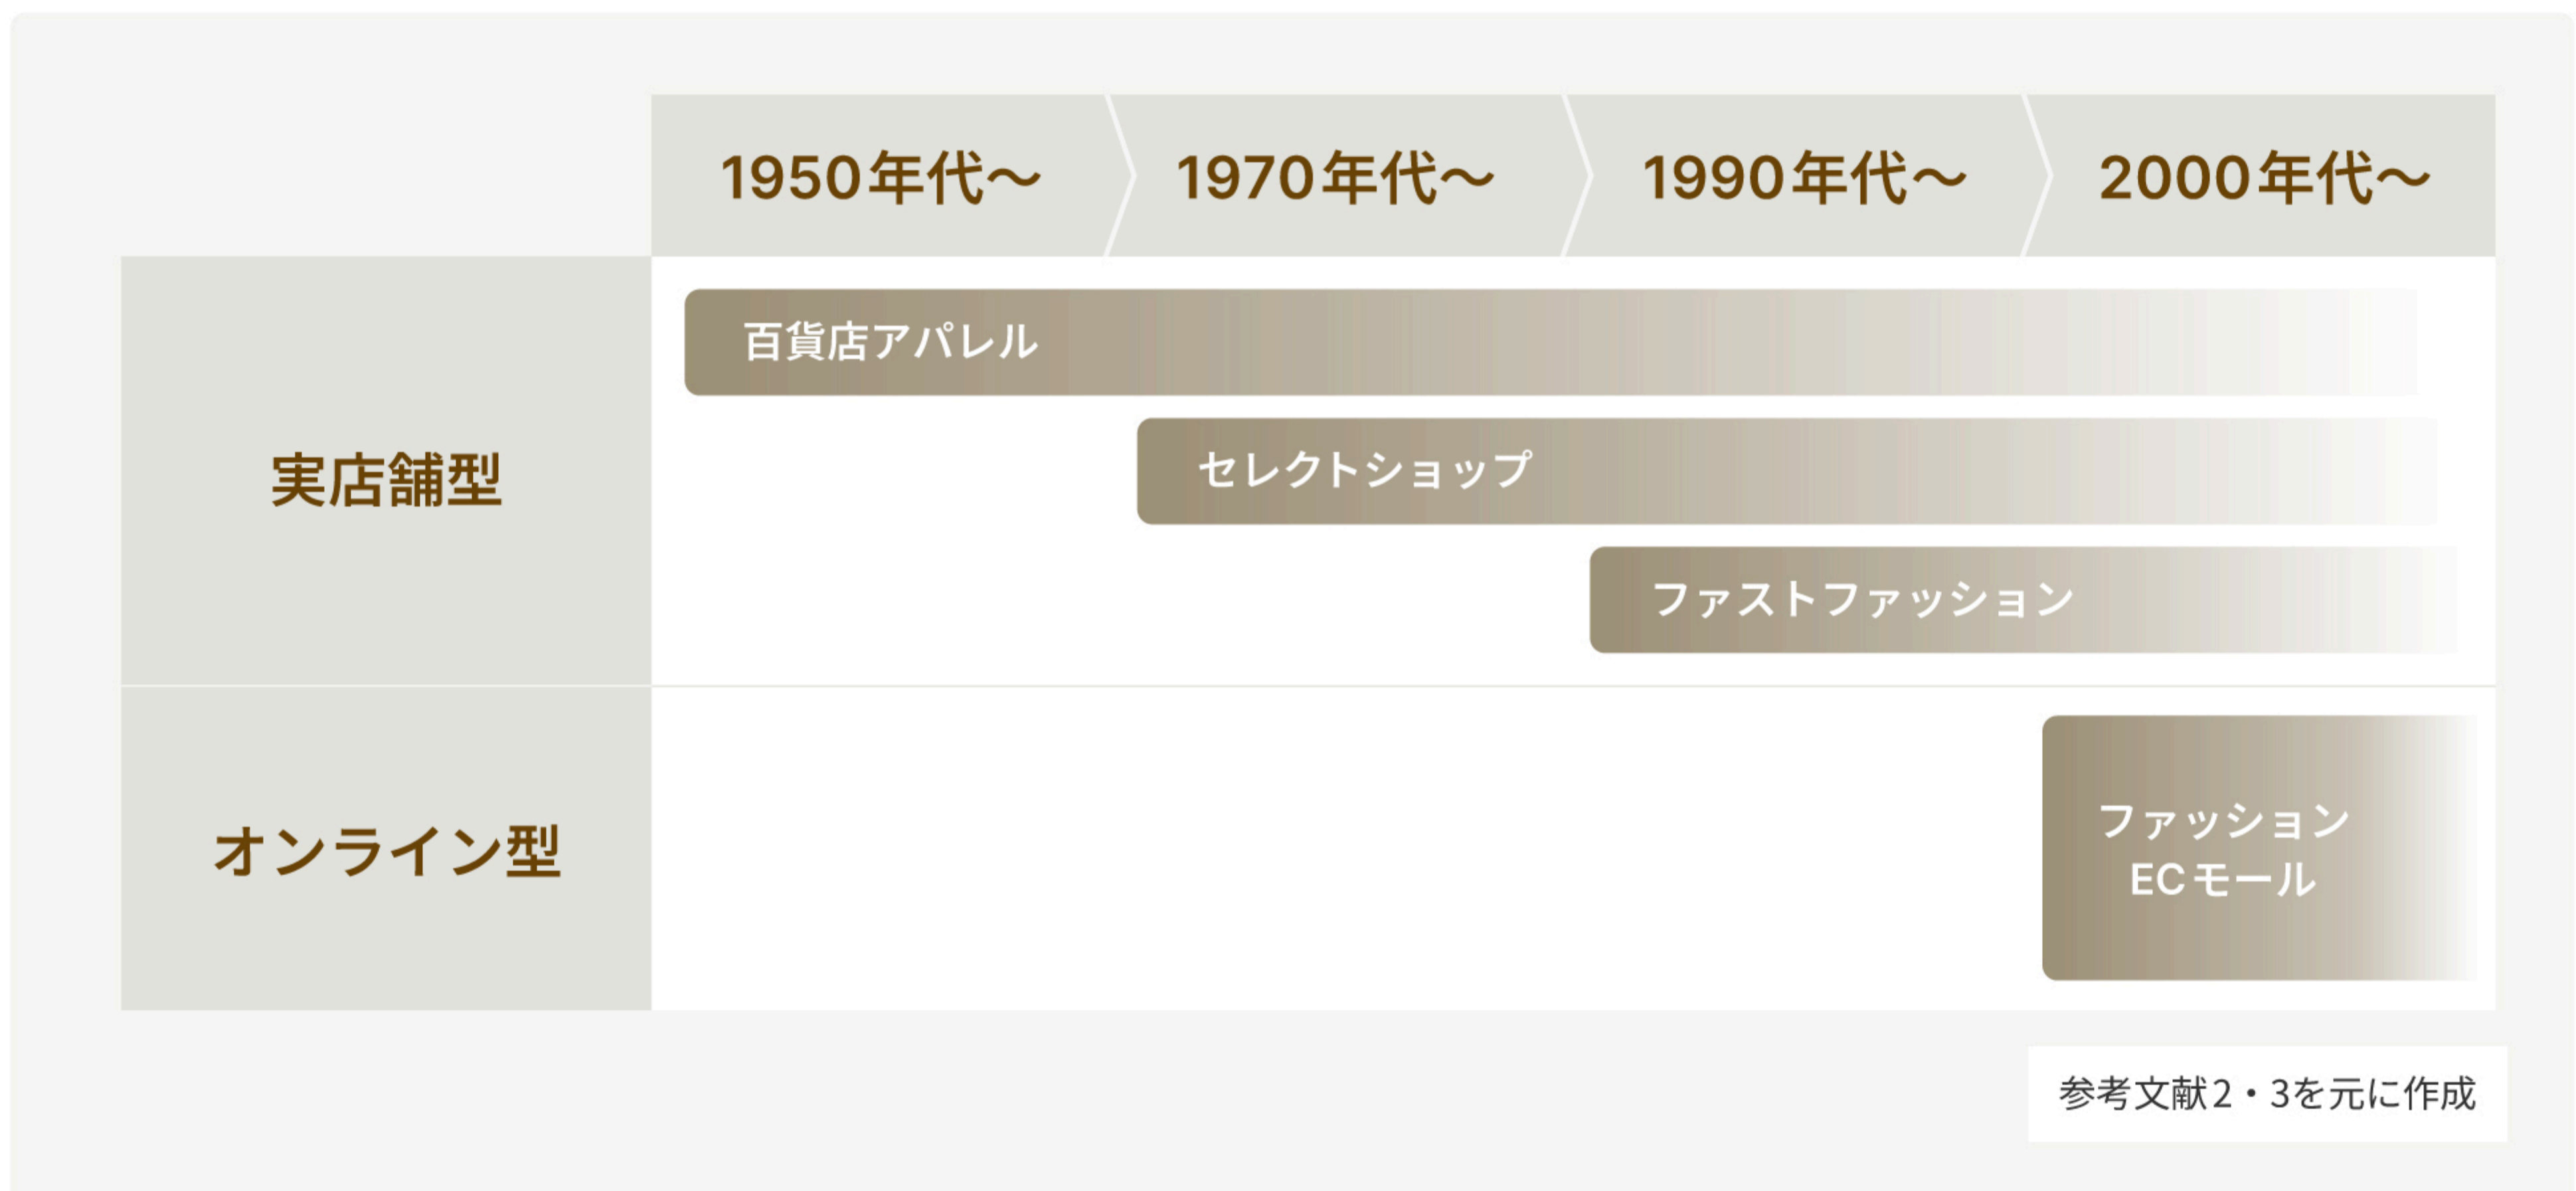 1950年代〜
1970年代〜
1990年代〜
2000年代〜
実店舗型
百貨店アパレル
セレクトショップ
ファストファッション
オンライン型
ファッション
ECモール
参考文献2・3を元に作成